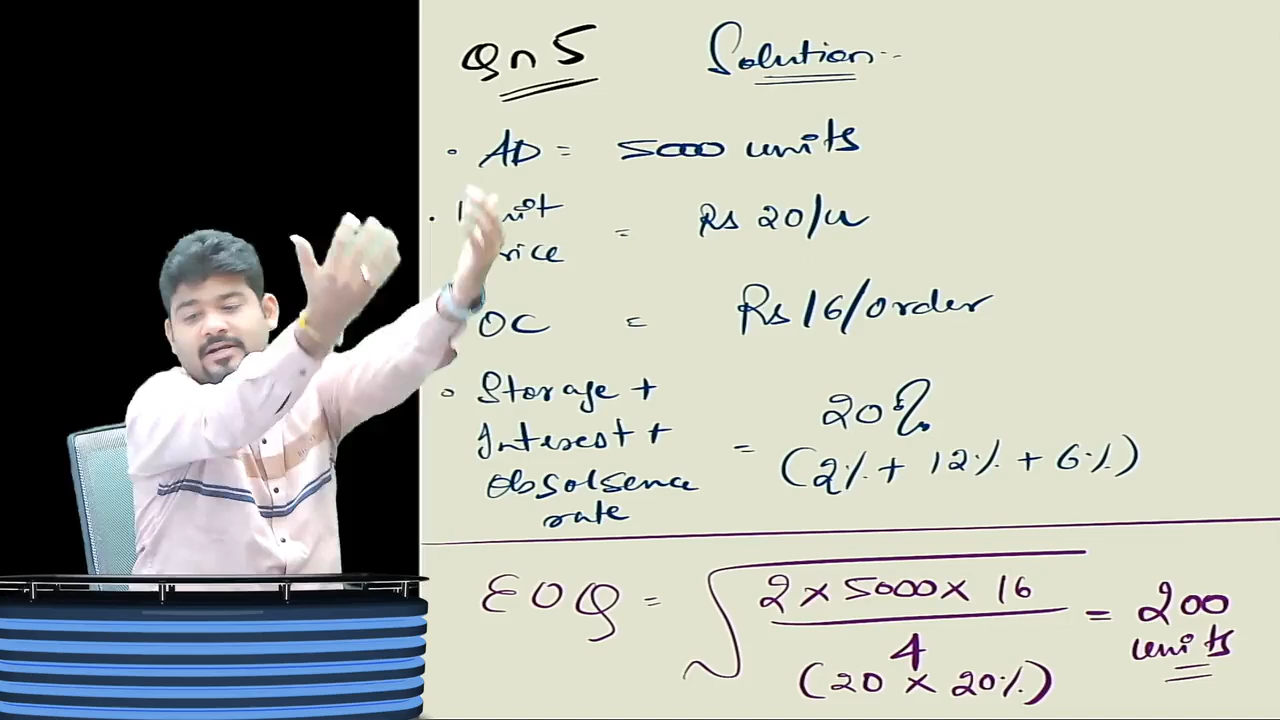 Qn 5 Solution:-
• AD = 5000 units
• nit
rice = Rs 20/u
OC = Rs 16/order
• Storage +
Interest +
Obsolsence
rate
= 20%
(2% + 12% + 6%)
EOQ = √ 2 × 5000 × 16 = 200
units
4
(20 × 20%)